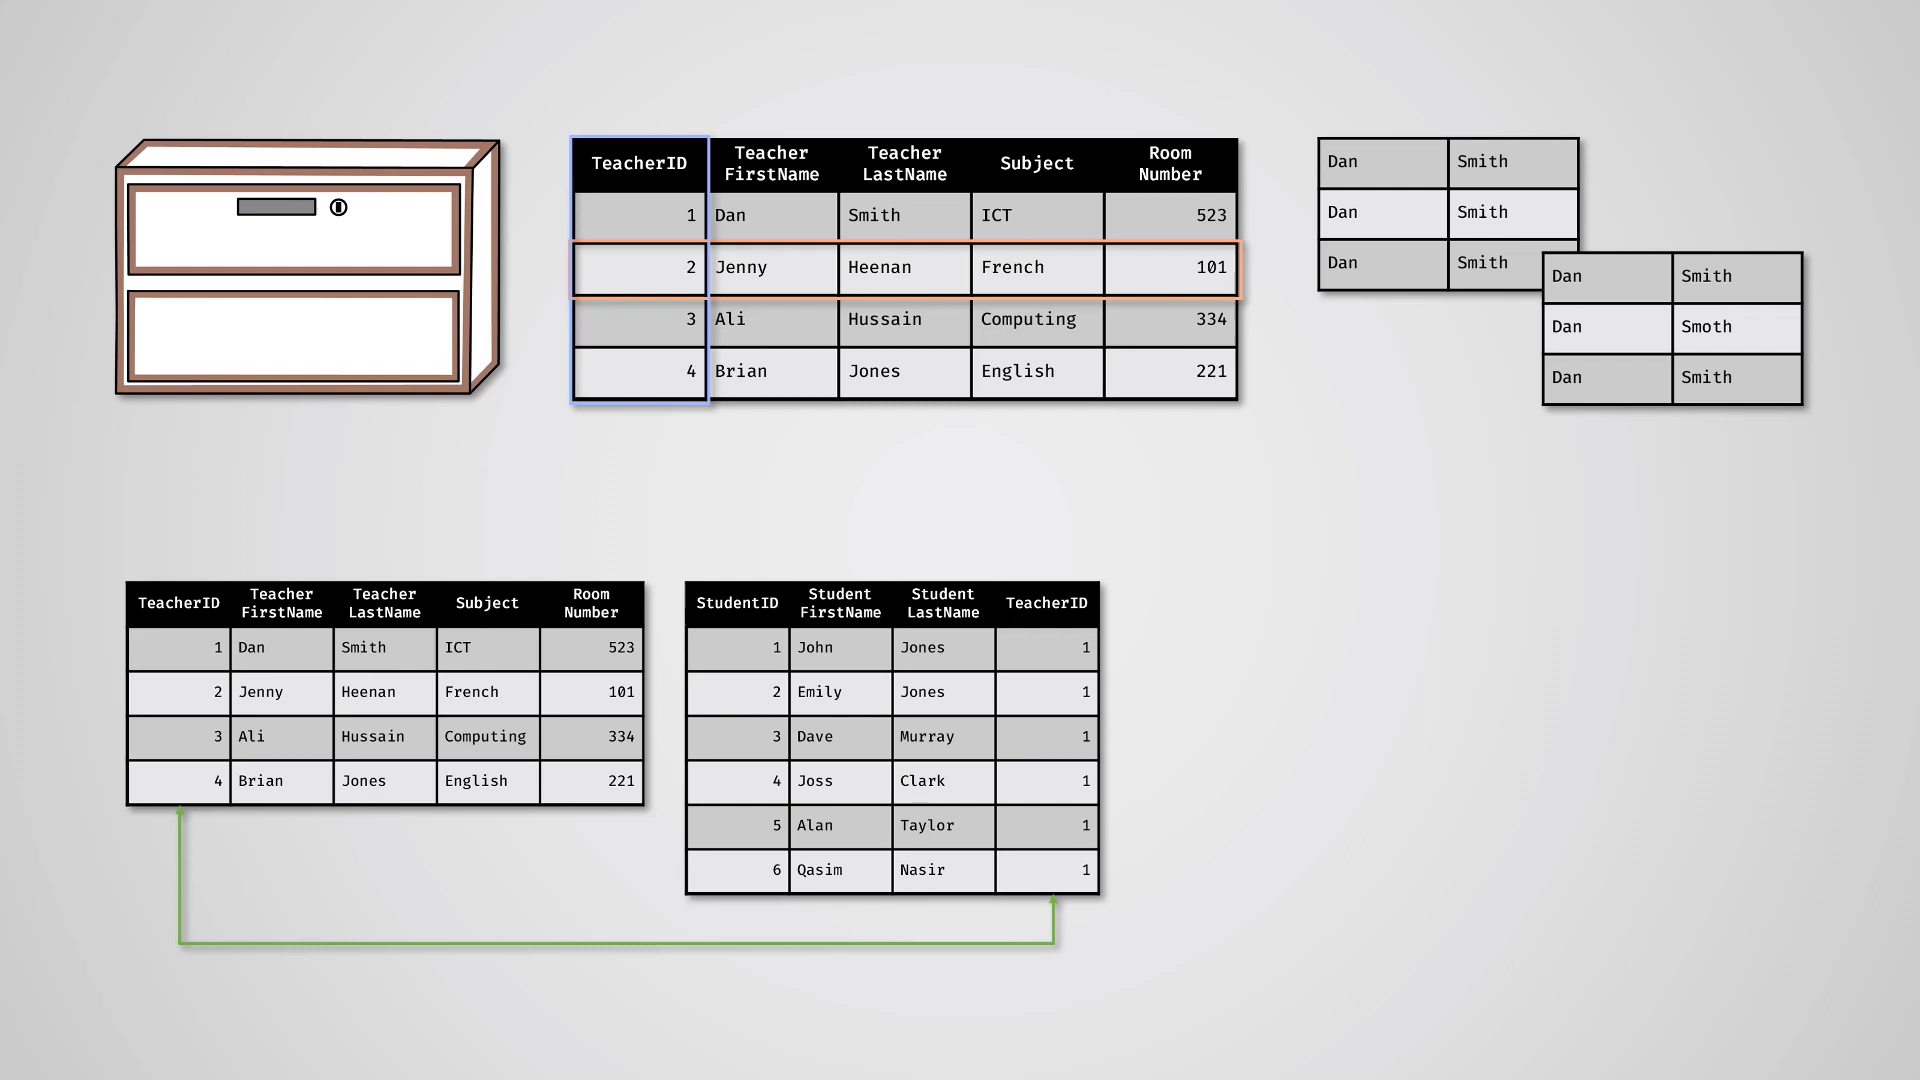 TeacherID Teacher FirstName Teacher LastName Subject Room Number
1 Dan Smith ICT 523
2 Jenny Heenan French 101
3 Ali Hussain Computing 334
4 Brian Jones English 221
Dan Smith
Dan Smith
Dan Smith
Dan Smith
Dan Smoth
Dan Smith
TeacherID Teacher FirstName Teacher LastName Subject Room Number
1 Dan Smith ICT 523
2 Jenny Heenan French 101
3 Ali Hussain Computing 334
4 Brian Jones English 221
StudentID Student FirstName Student LastName TeacherID
1 John Jones 1
2 Emily Jones 1
3 Dave Murray 1
4 Joss Clark 1
5 Alan Taylor 1
6 Qasim Nasir 1